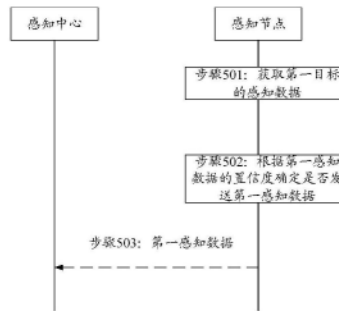 感知中心
感知节点
步骤501：获取第一目标
的感知数据
步骤502：根据第一感知
数据的置信度确定是否发
送第一感知数据
步骤503：第一感知数据